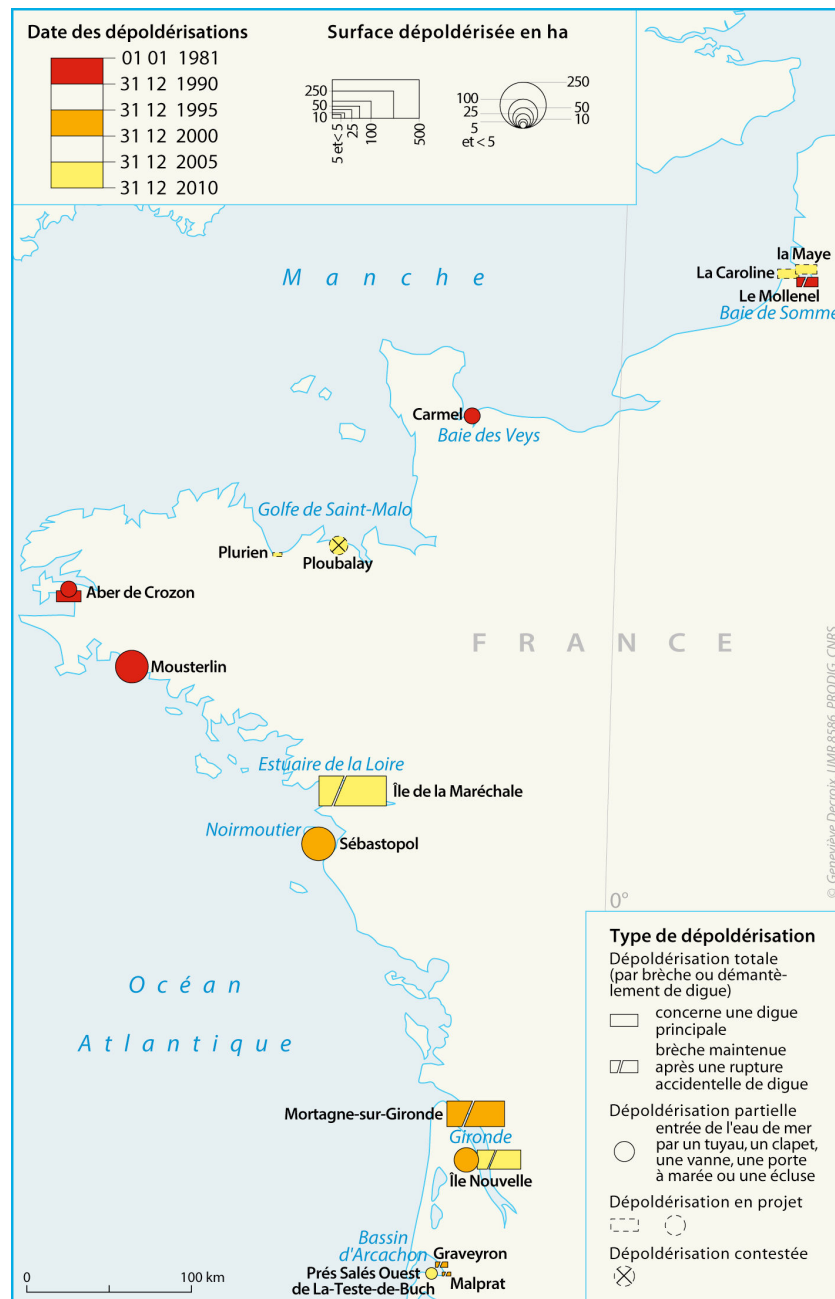 Date des dépoldérisations
01 01 1981
31 12 1990
31 12 1995
31 12 2000
31 12 2005
31 12 2010
Surface dépoldérisée en ha
250
50
10
5 et< 5
25
100
500
250
100
50
25
10
5
et < 5
Manche
la Maye
La Caroline
Le Mollenel
Baie de Somme
Carmel
Baie des Veys
Golfe de Saint-Malo
Plurien
Ploubalay
Aber de Crozon
FRANCE
Mousterlin
Estuaire de la Loire
Île de la Maréchale
Noirmoutier
Sébastopol
© Geneviève Decroix, UMR 8586, PRODIG, CNRS
0°
Océan
Atlantique
Mortagne-sur-Gironde
Gironde
Île Nouvelle
Bassin
d'Arcachon
Graveyron
Prés Salés Ouest
de La-Teste-de-Buch
Malprat
0
100 km
Type de dépoldérisation
Dépoldérisation totale
(par brèche ou démantè-
lement de digue)
concerne une digue
principale
brèche maintenue
après une rupture
accidentelle de digue
Dépoldérisation partielle
entrée de l'eau de mer
par un tuyau, un clapet,
une vanne, une porte
à marée ou une écluse
Dépoldérisation en projet
Dépoldérisation contestée